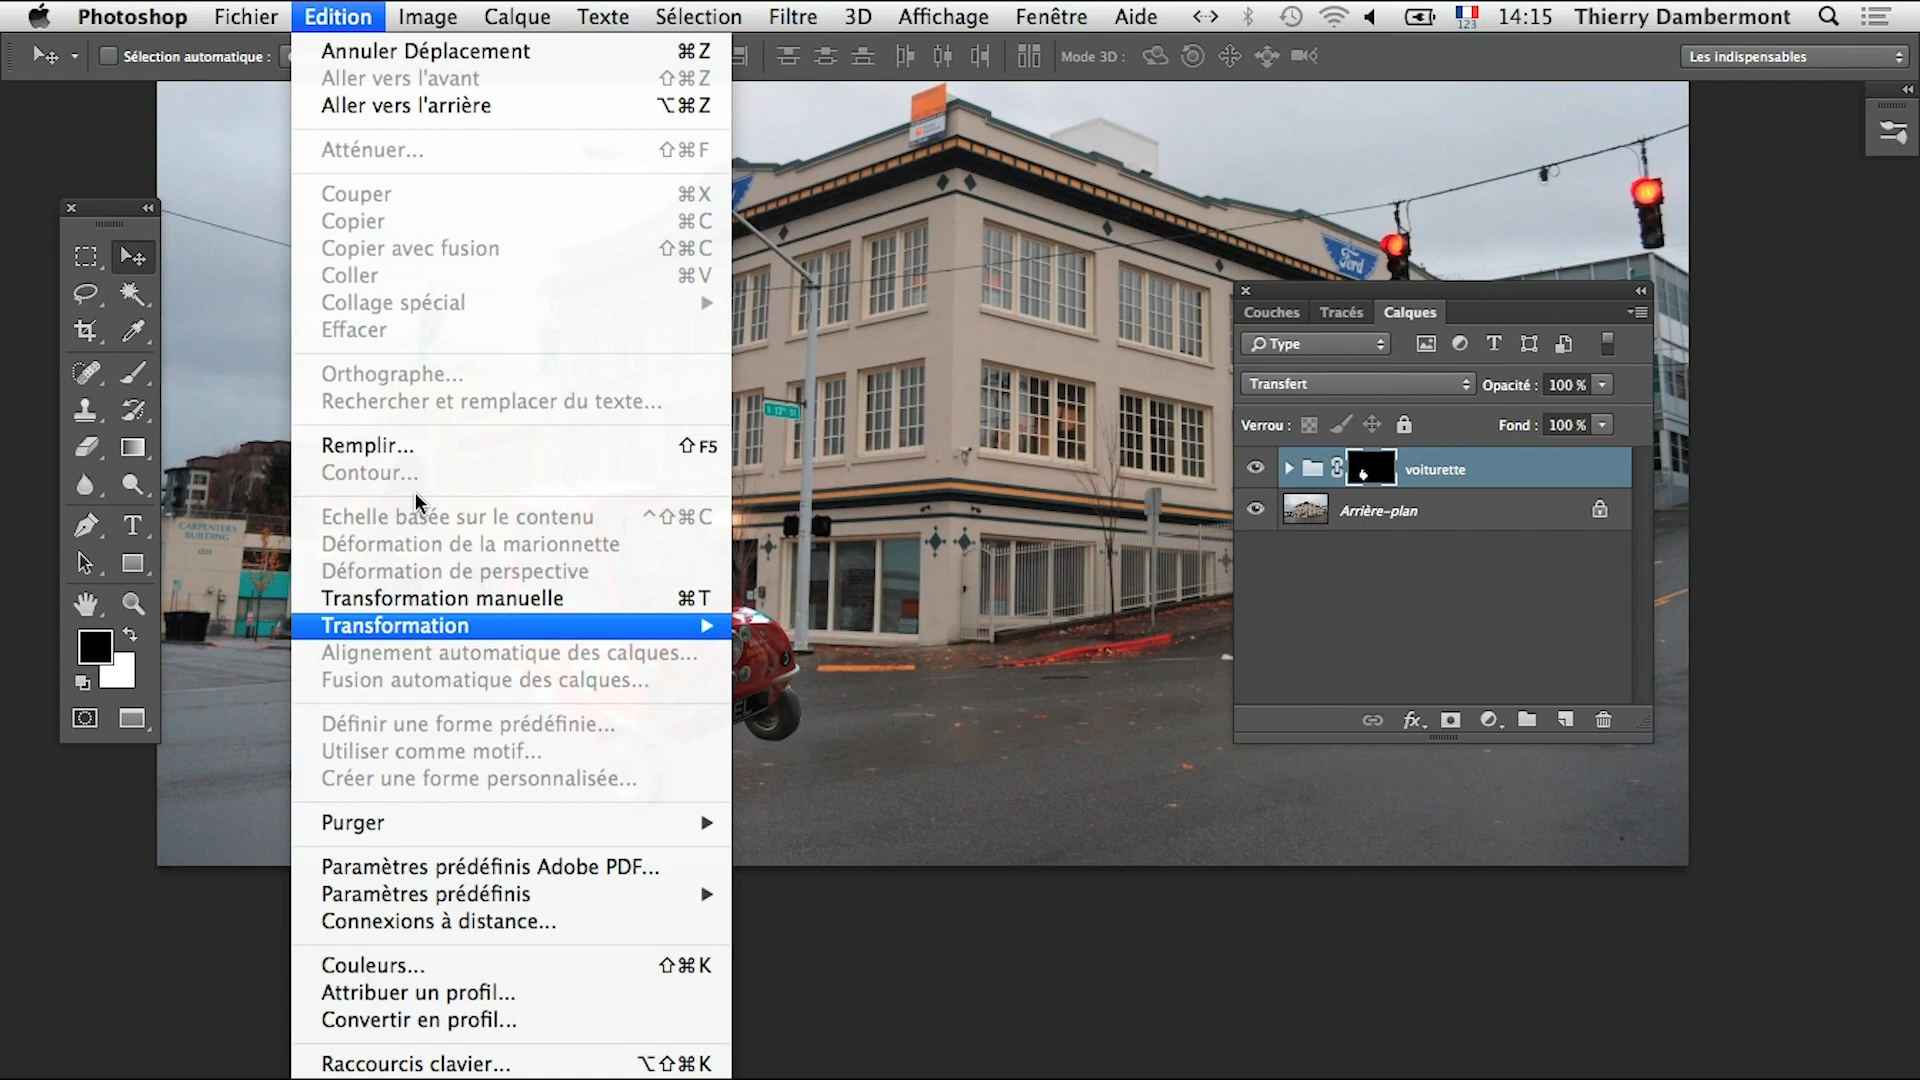 Photoshop Fichier Edition Image Calque Texte Sélection Filtre 3D Affichage Fenêtre Aide 123 14:15 Thierry Dambermont
Sélection automatique : Mode 3D : Les indispensables
Annuler Déplacement ⌘Z
Aller vers l'avant ⇧⌘Z
Aller vers l'arrière ⌥⌘Z
Atténuer... ⇧⌘F
Couper ⌘X
Copier ⌘C
Copier avec fusion ⇧⌘C
Coller ⌘V
Collage spécial
Effacer
Orthographe...
Rechercher et remplacer du texte...
Remplir... ⇧F5
Contour...
Echelle basée sur le contenu ^⇧⌘C
Déformation de la marionnette
Déformation de perspective
Transformation manuelle ⌘T
Transformation
Alignement automatique des calques...
Fusion automatique des calques...
Définir une forme prédéfinie...
Utiliser comme motif...
Créer une forme personnalisée...
Purger
Paramètres prédéfinis Adobe PDF...
Paramètres prédéfinis
Connexions à distance...
Couleurs... ⇧⌘K
Attribuer un profil...
Convertir en profil...
Raccourcis clavier... ⌥⇧⌘K
CARPENTERS
BUILDING
Ford
Couches Tracés Calques
Type
Transfert Opacité : 100 %
Verrou : Fond : 100 %
voiturette
Arrière-plan